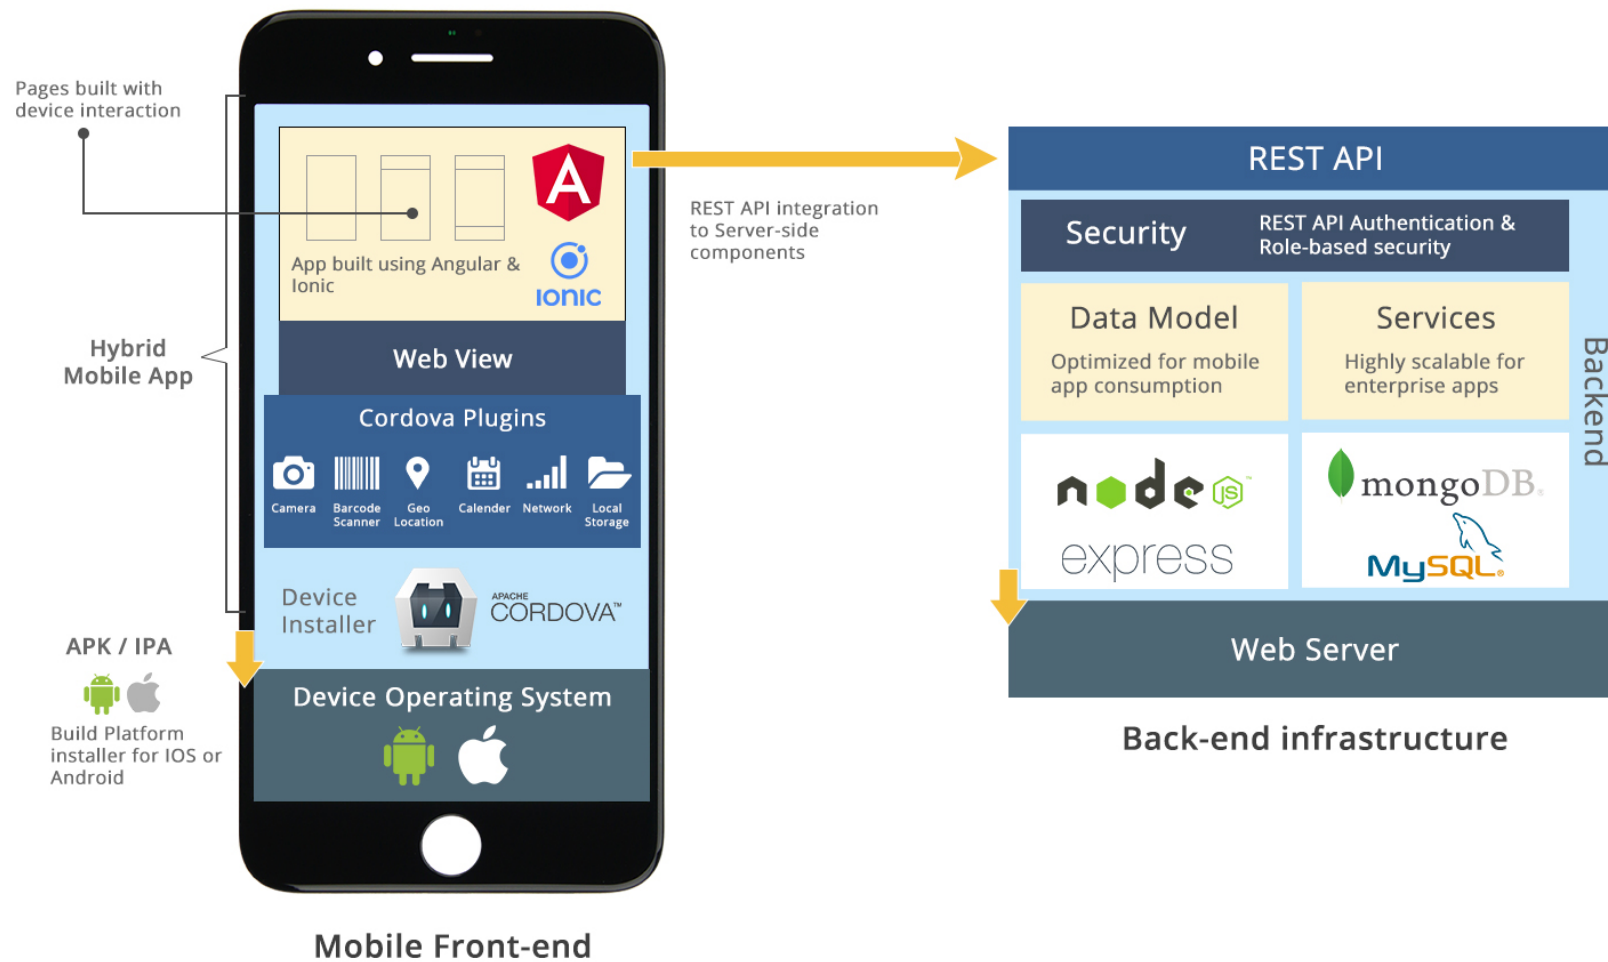 Pages built with
device interaction
Hybrid
Mobile App
APK / IPA
Build Platform
installer for IOS or
Android
App built using Angular &
Ionic
A
IONIC
Web View
Cordova Plugins
Camera
Barcode
Scanner
Geo
Location
Calender
Network
Local
Storage
Device
Installer
APACHE
CORDOVA™
Device Operating System
Mobile Front-end
REST API integration
to Server-side
components
REST API
Security
REST API Authentication &
Role-based security
Data Model
Optimized for mobile
app consumption
Services
Highly scalable for
enterprise apps
Backend
node JS™
express
mongoDB®
MySQL®
Web Server
Back-end infrastructure